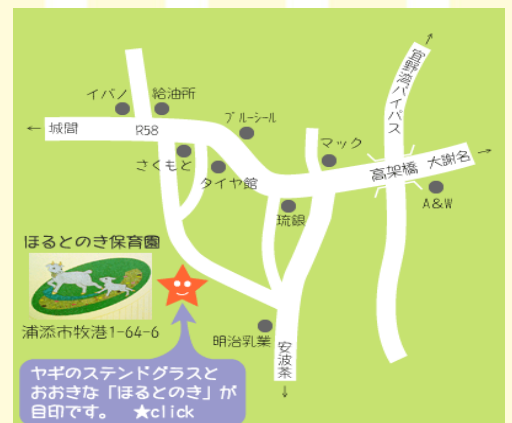 宜野湾バイパス
イバノ
給油所
ブルーシール
← 城間
R58
マック
さくもと
タイヤ館
高架橋
大謝名 →
A&W
琉銀
ほるとのき保育園
浦添市牧港1-64-6
明治乳業
安波茶
ヤギのステンドグラスと
おおきな「ほるとのき」が
目印です。 ★click